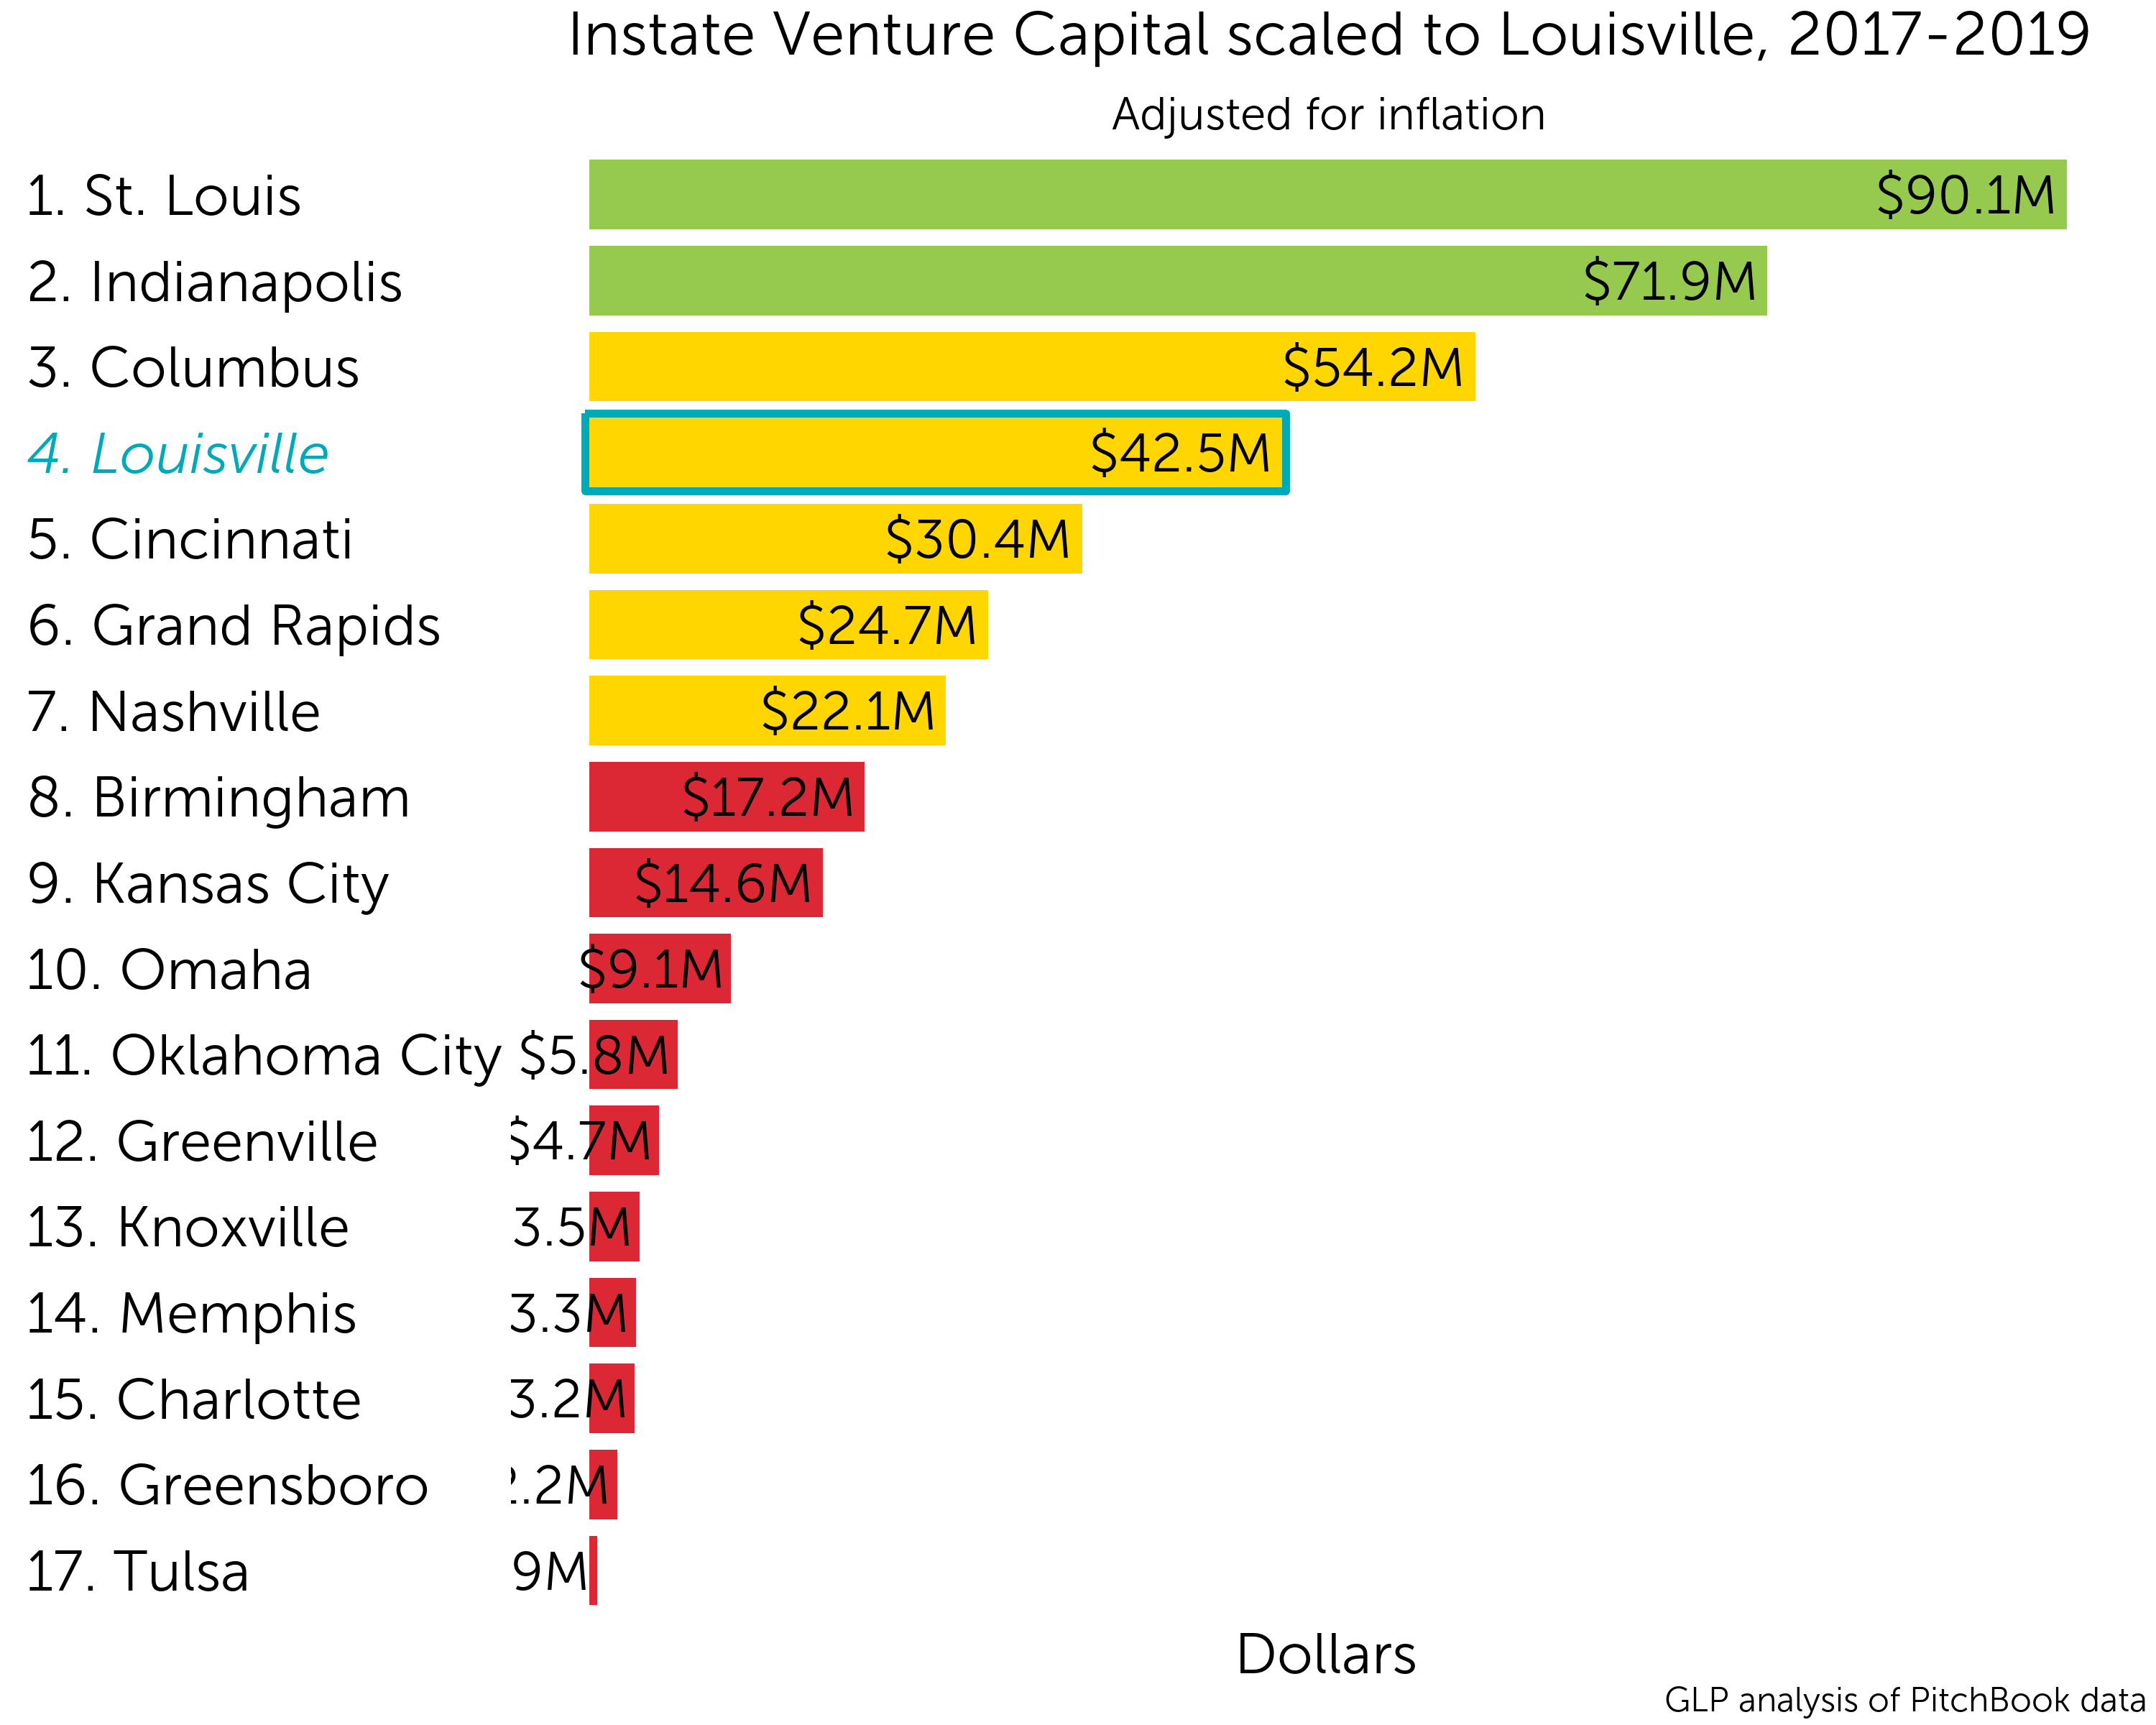 Instate Venture Capital scaled to Louisville, 2017-2019
Adjusted for inflation
1. St. Louis $90.1M
2. Indianapolis $71.9M
3. Columbus $54.2M
4. Louisville $42.5M
5. Cincinnati $30.4M
6. Grand Rapids $24.7M
7. Nashville $22.1M
8. Birmingham $17.2M
9. Kansas City $14.6M
10. Omaha $9.1M
11. Oklahoma City $5.8M
12. Greenville $4.7M
13. Knoxville 3.5M
14. Memphis 3.3M
15. Charlotte 3.2M
16. Greensboro .2M
17. Tulsa 9M
Dollars
GLP analysis of PitchBook data